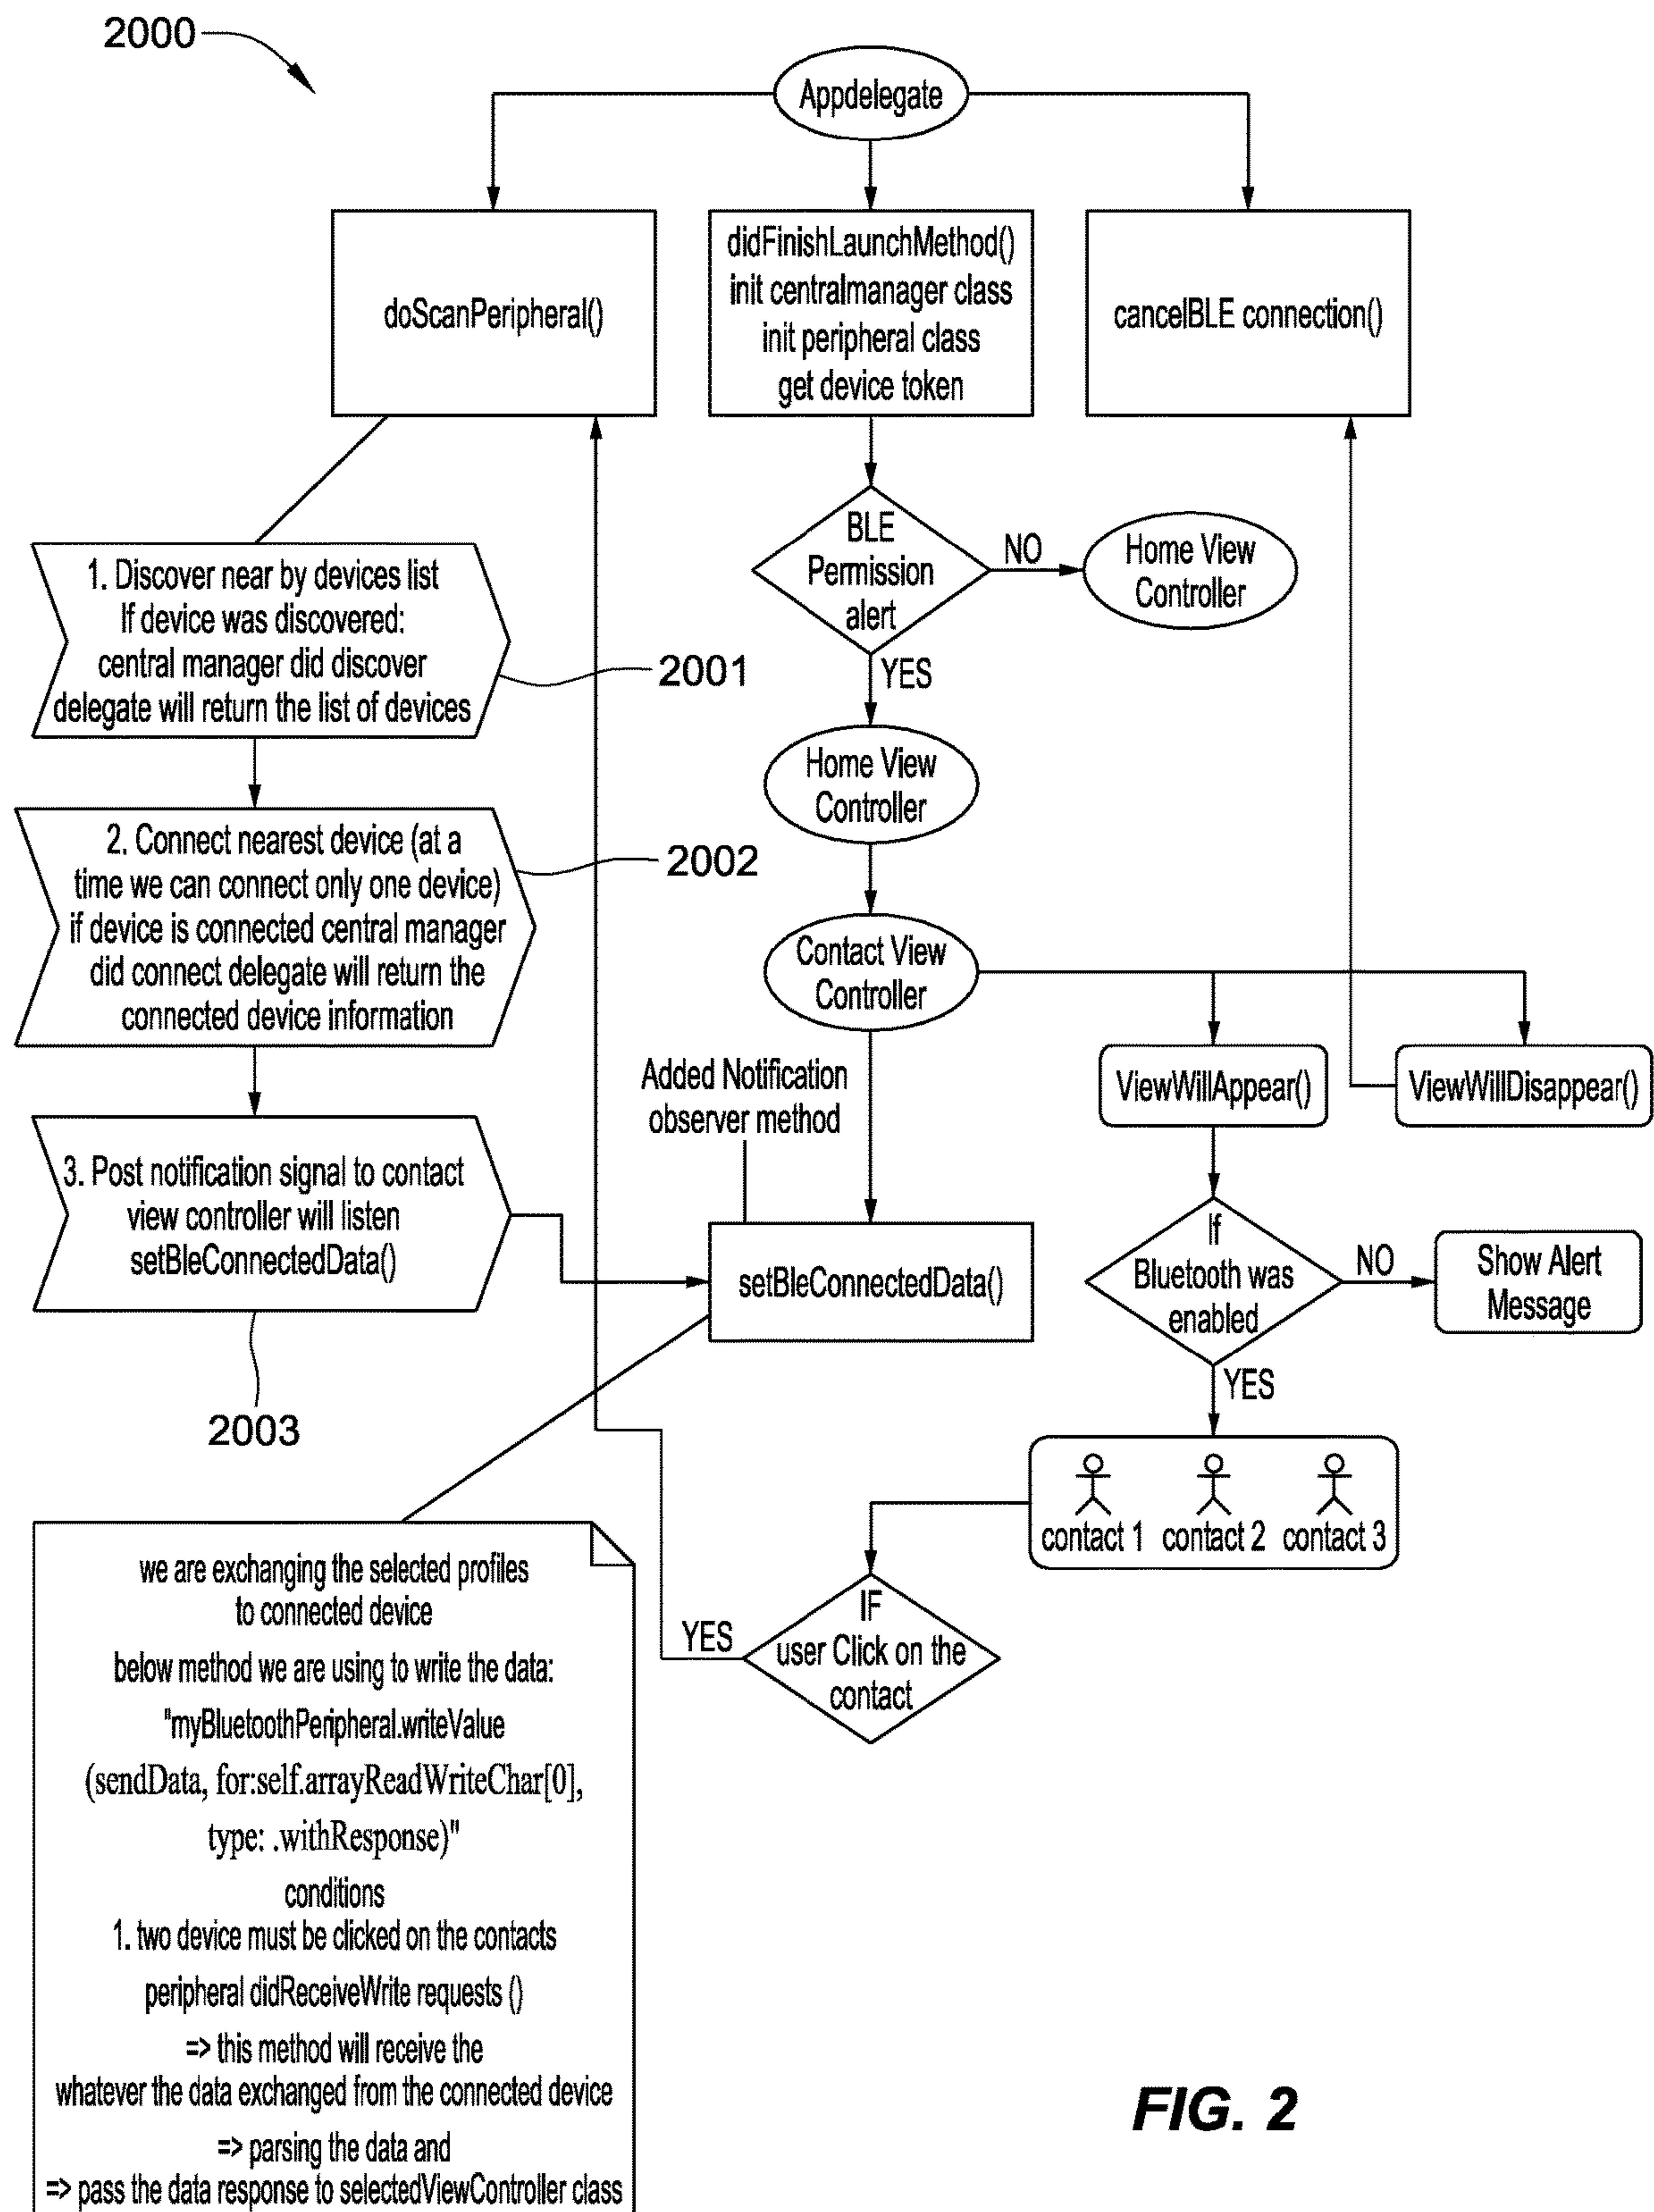 2000
Appdelegate
doScanPeripheral()
didFinishLaunchMethod()
init centralmanager class
init peripheral class
get device token
cancelBLE connection()
BLE
Permission
alert
NO
Home View
Controller
YES
1. Discover near by devices list
If device was discovered:
central manager did discover
delegate will return the list of devices
2001
Home View
Controller
2. Connect nearest device (at a
time we can connect only one device)
if device is connected central manager
did connect delegate will return the
connected device information
2002
Contact View
Controller
ViewWillAppear()
ViewWillDisappear()
Added Notification
observer method
3. Post notification signal to contact
view controller will listen
setBleConnectedData()
2003
setBleConnectedData()
If
Bluetooth was
enabled
NO
Show Alert
Message
YES
contact 1 contact 2 contact 3
IF
user Click on the
contact
YES
we are exchanging the selected profiles
to connected device
below method we are using to write the data:
"myBluetoothPeripheral.writeValue
(sendData, for:self.arrayReadWriteChar[0],
type: .withResponse)"
conditions
1. two device must be clicked on the contacts
peripheral didReceiveWrite requests ()
=> this method will receive the
whatever the data exchanged from the connected device
=> parsing the data and
=> pass the data response to selectedViewController class
FIG. 2